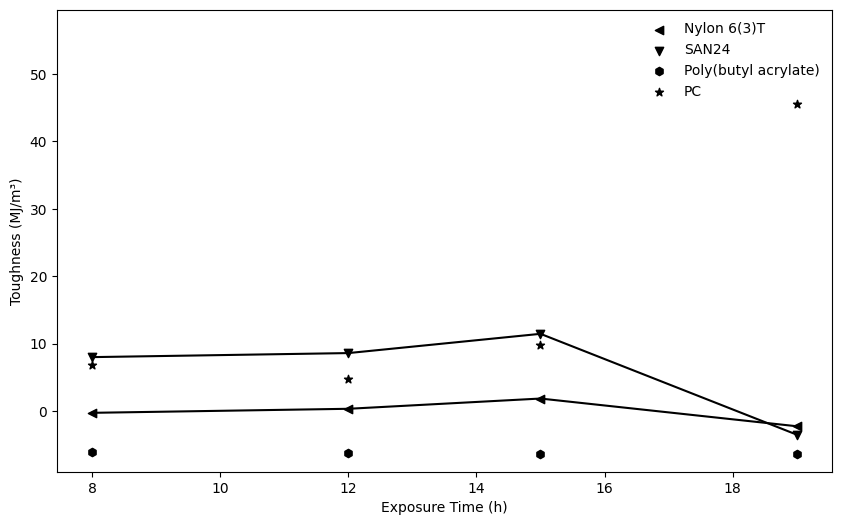 Nylon 6(3)T
SAN24
Poly(butyl acrylate)
PC
50
40
30
20
10
0
Toughness (MJ/m³)
8 10 12 14 16 18
Exposure Time (h)